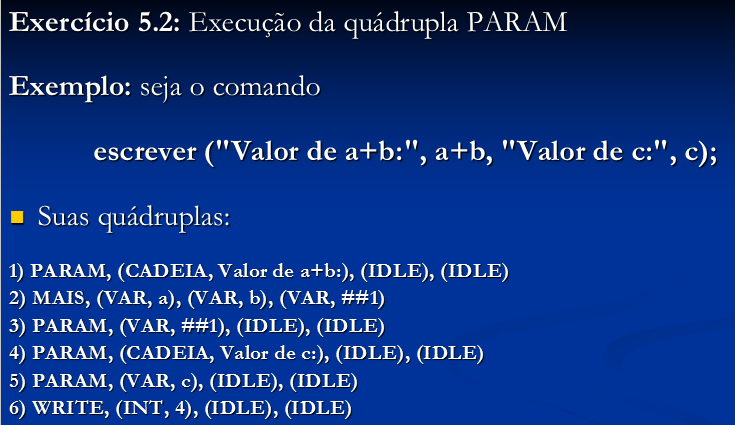 Exercício 5.2: Execução da quádrupla PARAM
Exemplo: seja o comando
escrever ("Valor de a+b:", a+b, "Valor de c:", c);
Suas quádruplas:
1) PARAM, (CADEIA, Valor de a+b:), (IDLE), (IDLE)
2) MAIS, (VAR, a), (VAR, b), (VAR, ##1)
3) PARAM, (VAR, ##1), (IDLE), (IDLE)
4) PARAM, (CADEIA, Valor de c:), (IDLE), (IDLE)
5) PARAM, (VAR, c), (IDLE), (IDLE)
6) WRITE, (INT, 4), (IDLE), (IDLE)